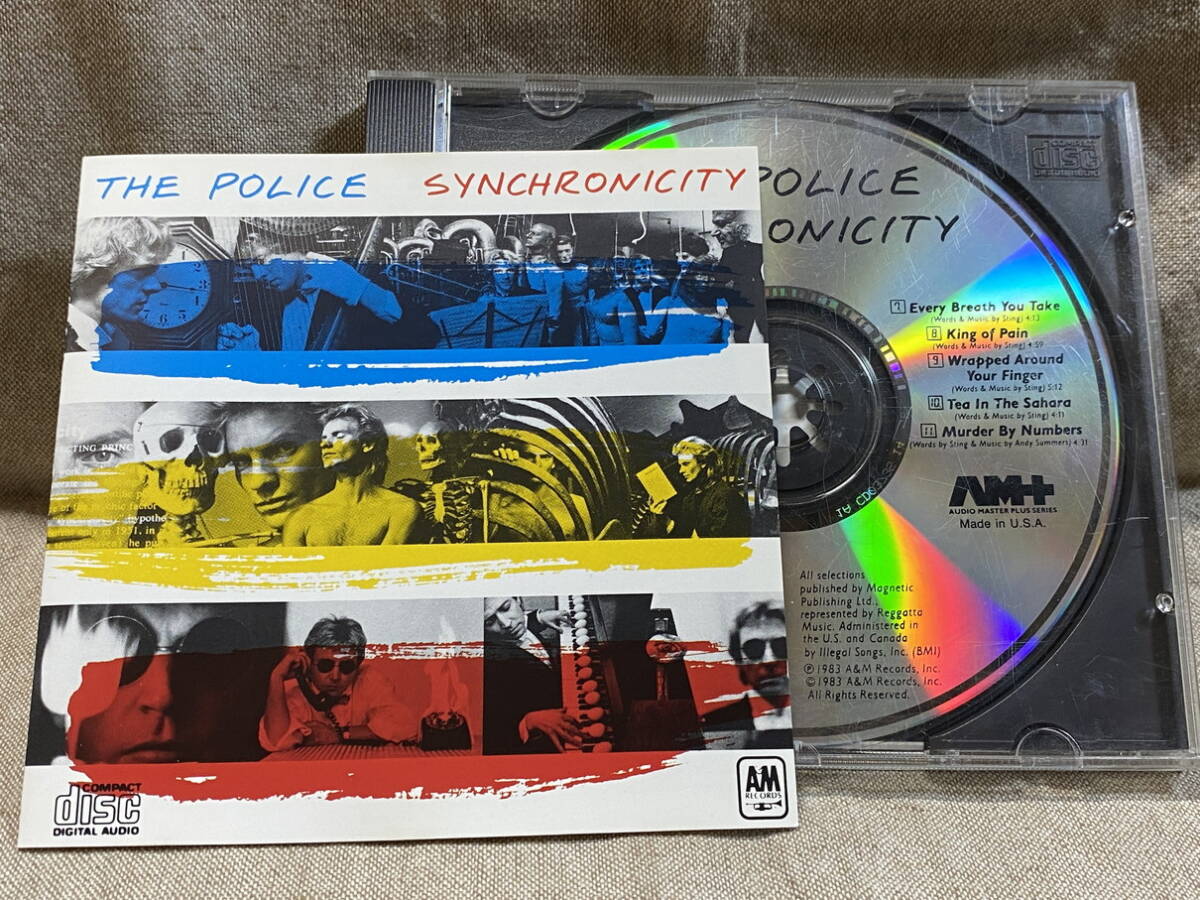 THE POLICE SYNCHRONICITY
COMPACT
disc
DIGITAL AUDIO
A&M
RECORDS
COMPACT
disc
POLICE
ONICITY
7 Every Breath You Take
(Words & Music by Sting) 4:13
8 King of Pain
(Words & Music by Sting) 4:59
9 Wrapped Around
Your Finger
(Words & Music by Sting) 5:12
10 Tea In The Sahara
(Words & Music by Sting) 4:11
11 Murder By Numbers
(Words by Sting & Music by Andy Summers) 4:31
AM+
AUDIO MASTER PLUS SERIES
Made in U.S.A.
All selections
published by Magnetic
Publishing Ltd.,
represented by Reggatta
Music. Administered in
the U.S. and Canada
by Illegal Songs, Inc. (BMI)
℗1983 A&M Records, Inc.
©1983 A&M Records, Inc.
All Rights Reserved.